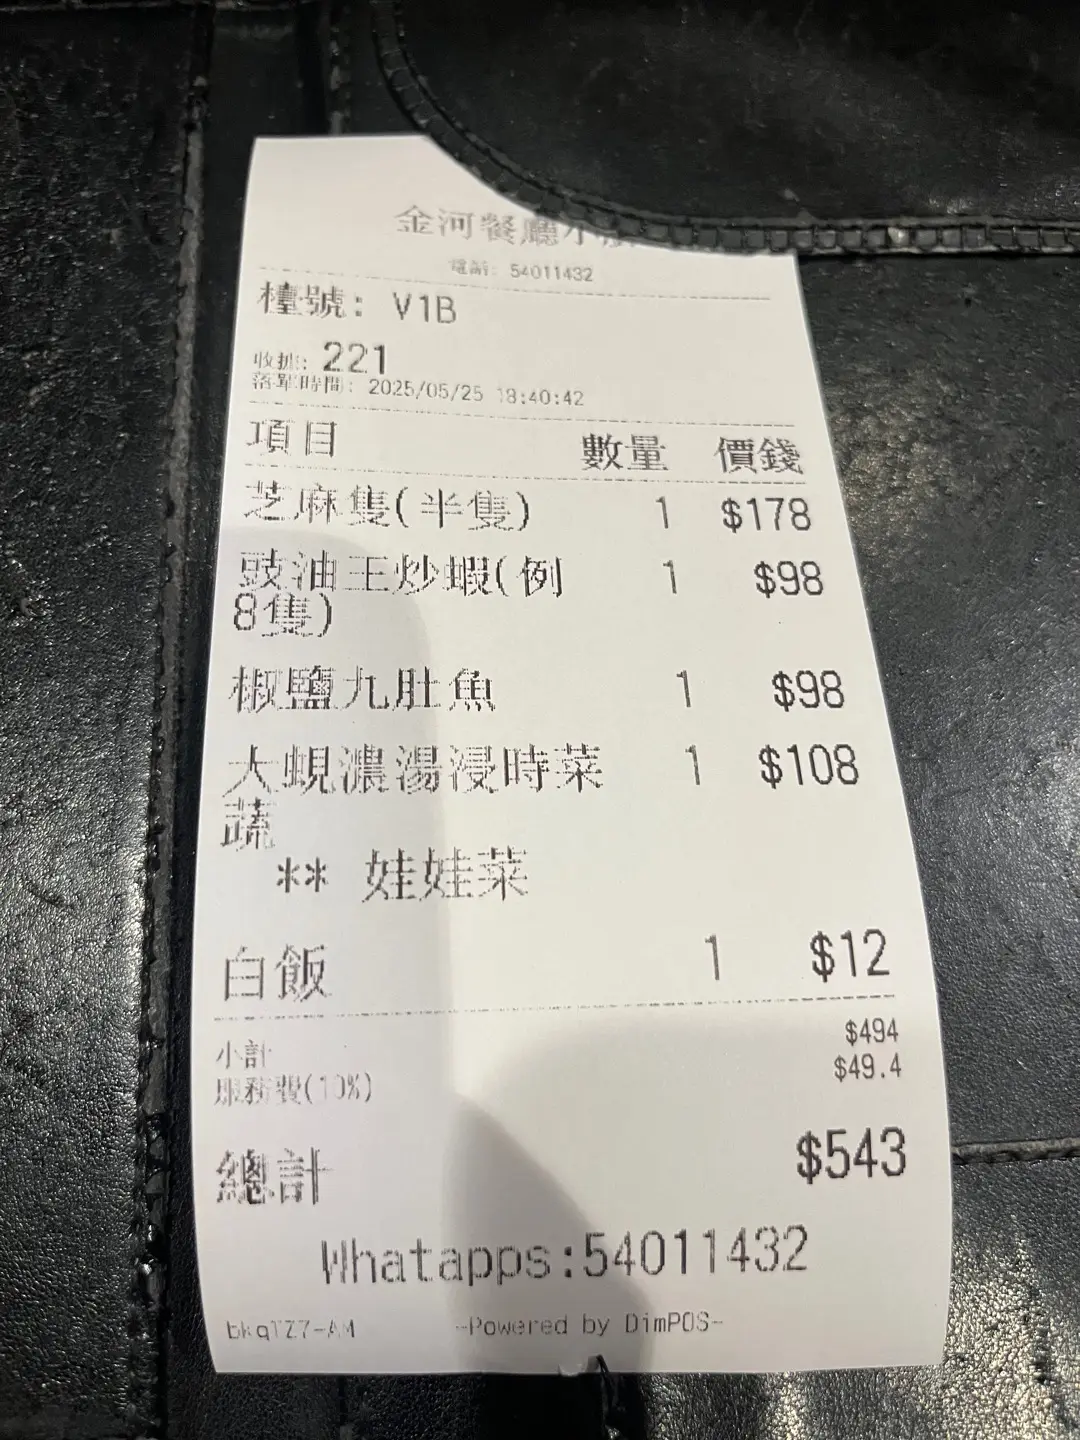 金河餐廳小
電話: 54011432
檯號: V1B
收據: 221
落單時間: 2025/05/25 18:40:42
項目 數量 價錢
芝麻隻(半隻) 1 $178
豉油王炒蝦(例 1 $98
8隻)
椒鹽九肚魚 1 $98
大蜆濃湯浸時菜 1 $108
蔬
** 娃娃菜
白飯 1 $12
小計 $494
服務費(10%) $49.4
總計 $543
Whatapps:54011432
bkqTZ7-AM -Powered by DimPOS-